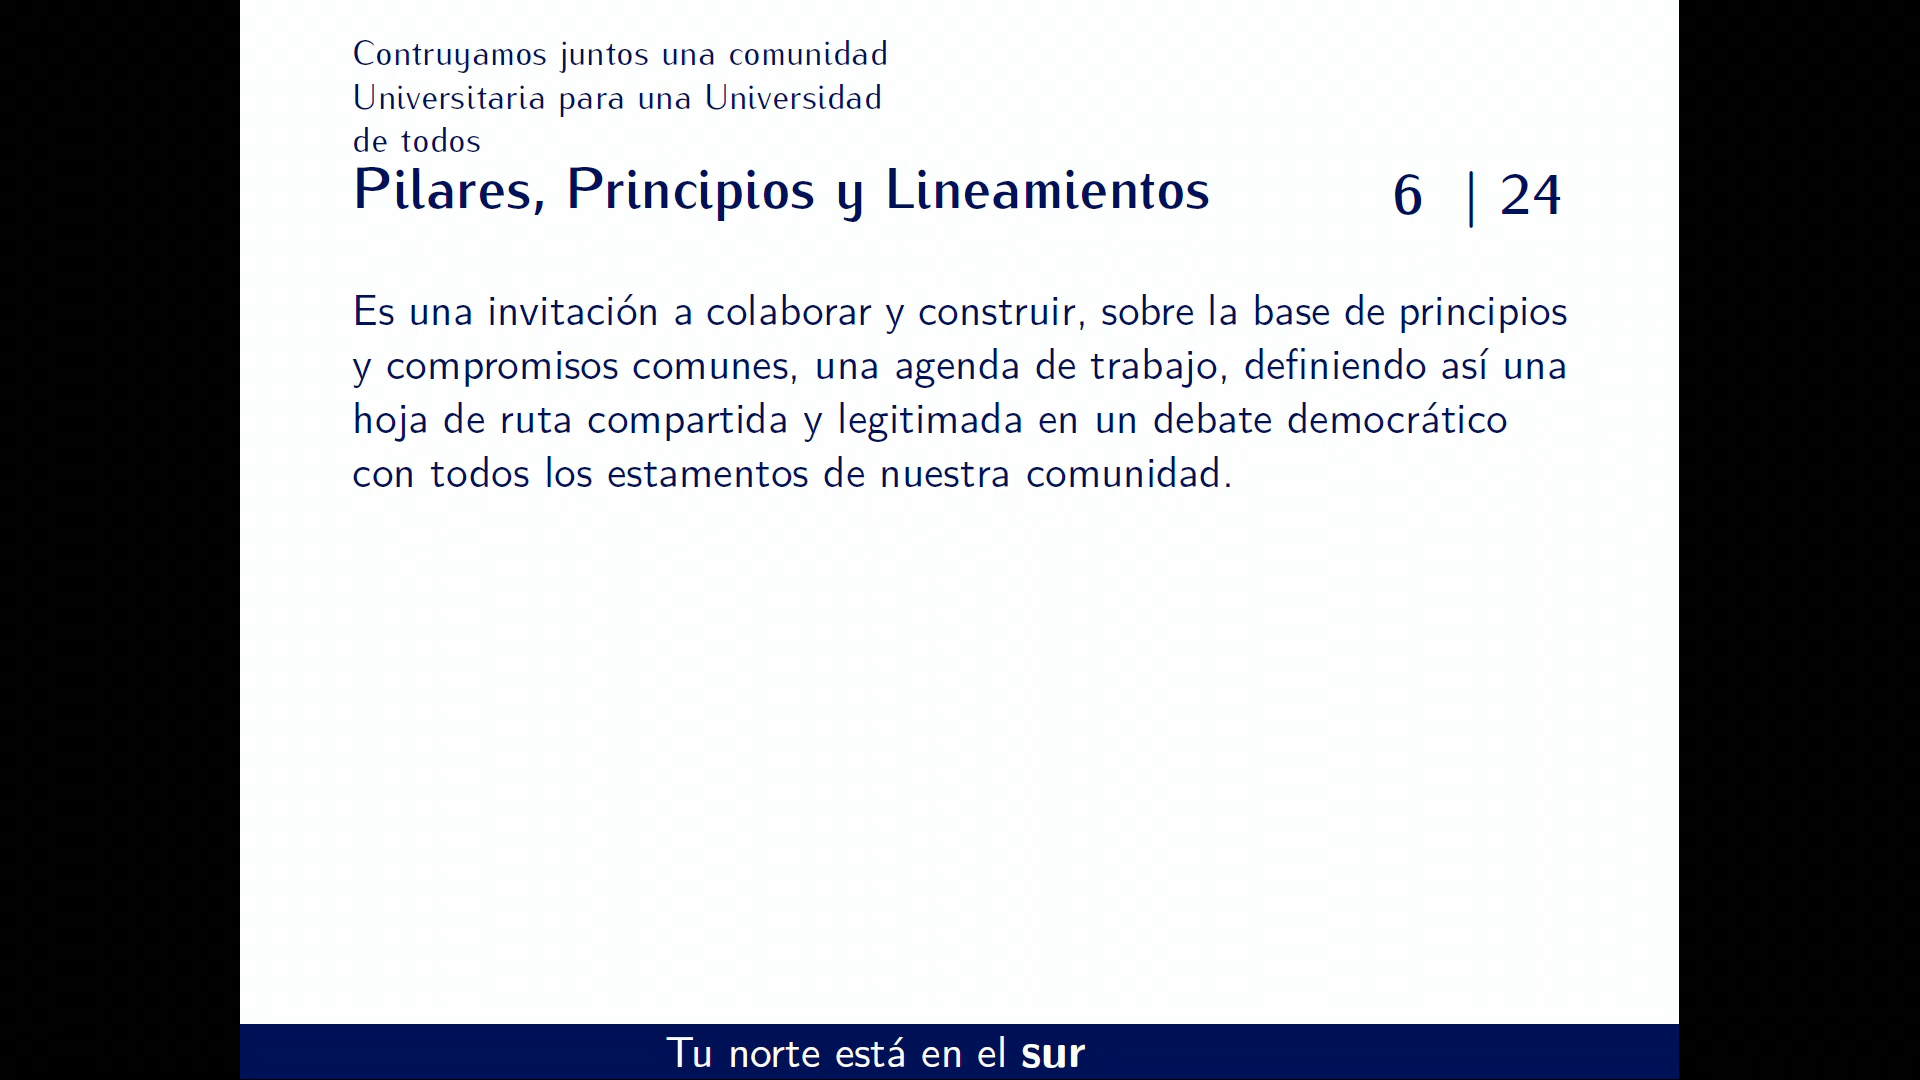 Contruyamos juntos una comunidad
Universitaria para una Universidad
de todos
Pilares, Principios y Lineamientos
6 | 24
Es una invitación a colaborar y construir, sobre la base de principios
y compromisos comunes, una agenda de trabajo, definiendo así una
hoja de ruta compartida y legitimada en un debate democrático
con todos los estamentos de nuestra comunidad.
Tu norte está en el sur